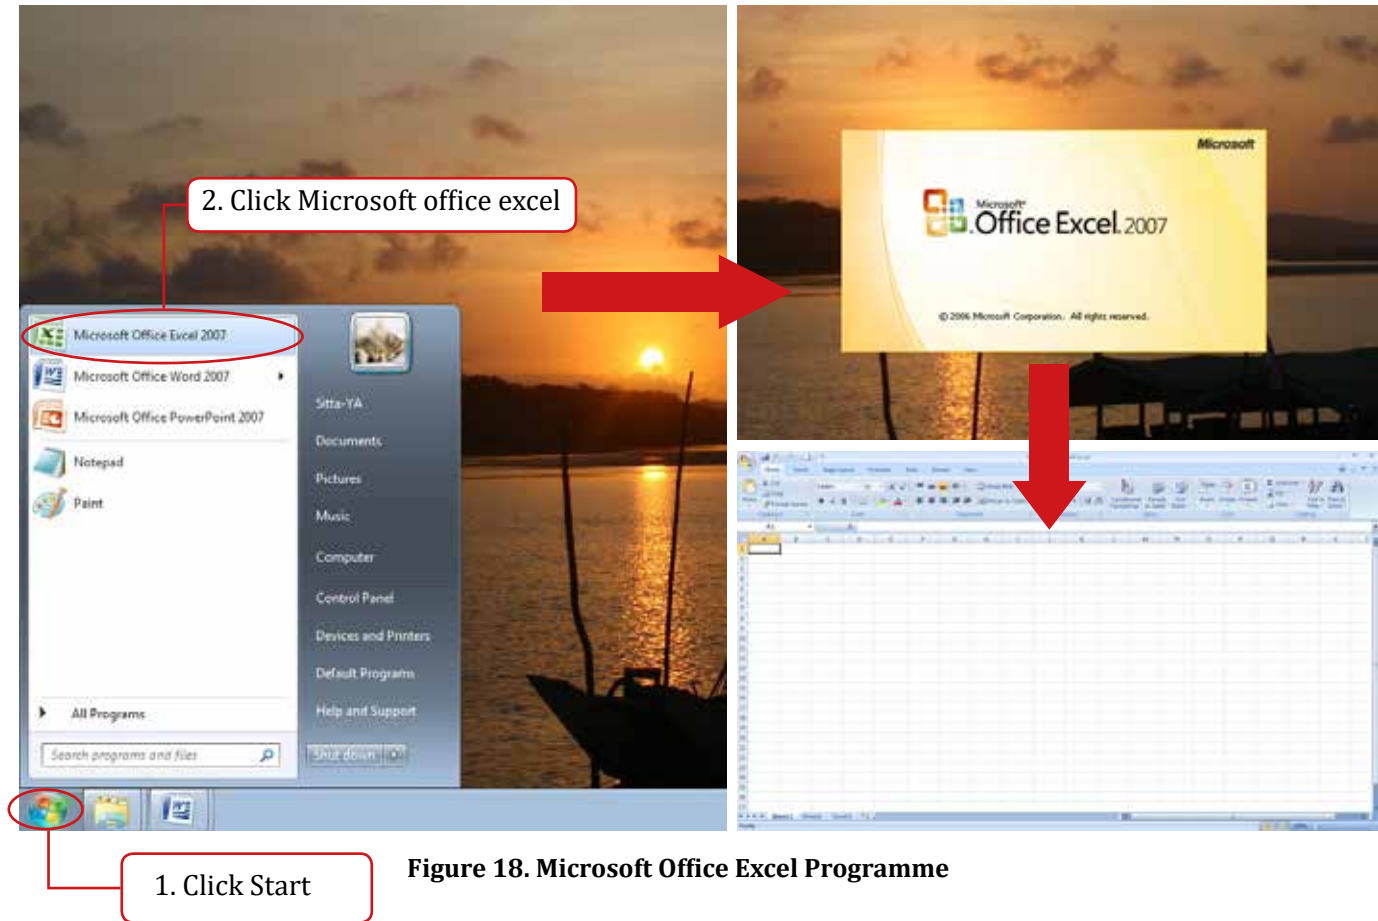 2. Click Microsoft office excel
Microsoft Office Excel 2007
Microsoft Office Word 2007
Microsoft Office PowerPoint 2007
Notepad
Paint
All Programs
Search programs and files
Sitta-YA
Documents
Pictures
Music
Computer
Control Panel
Devices and Printers
Default Programs
Help and Support
Shut down
1. Click Start
Microsoft
Microsoft®
Office Excel 2007
© 2006 Microsoft Corporation. All rights reserved.
Figure 18. Microsoft Office Excel Programme